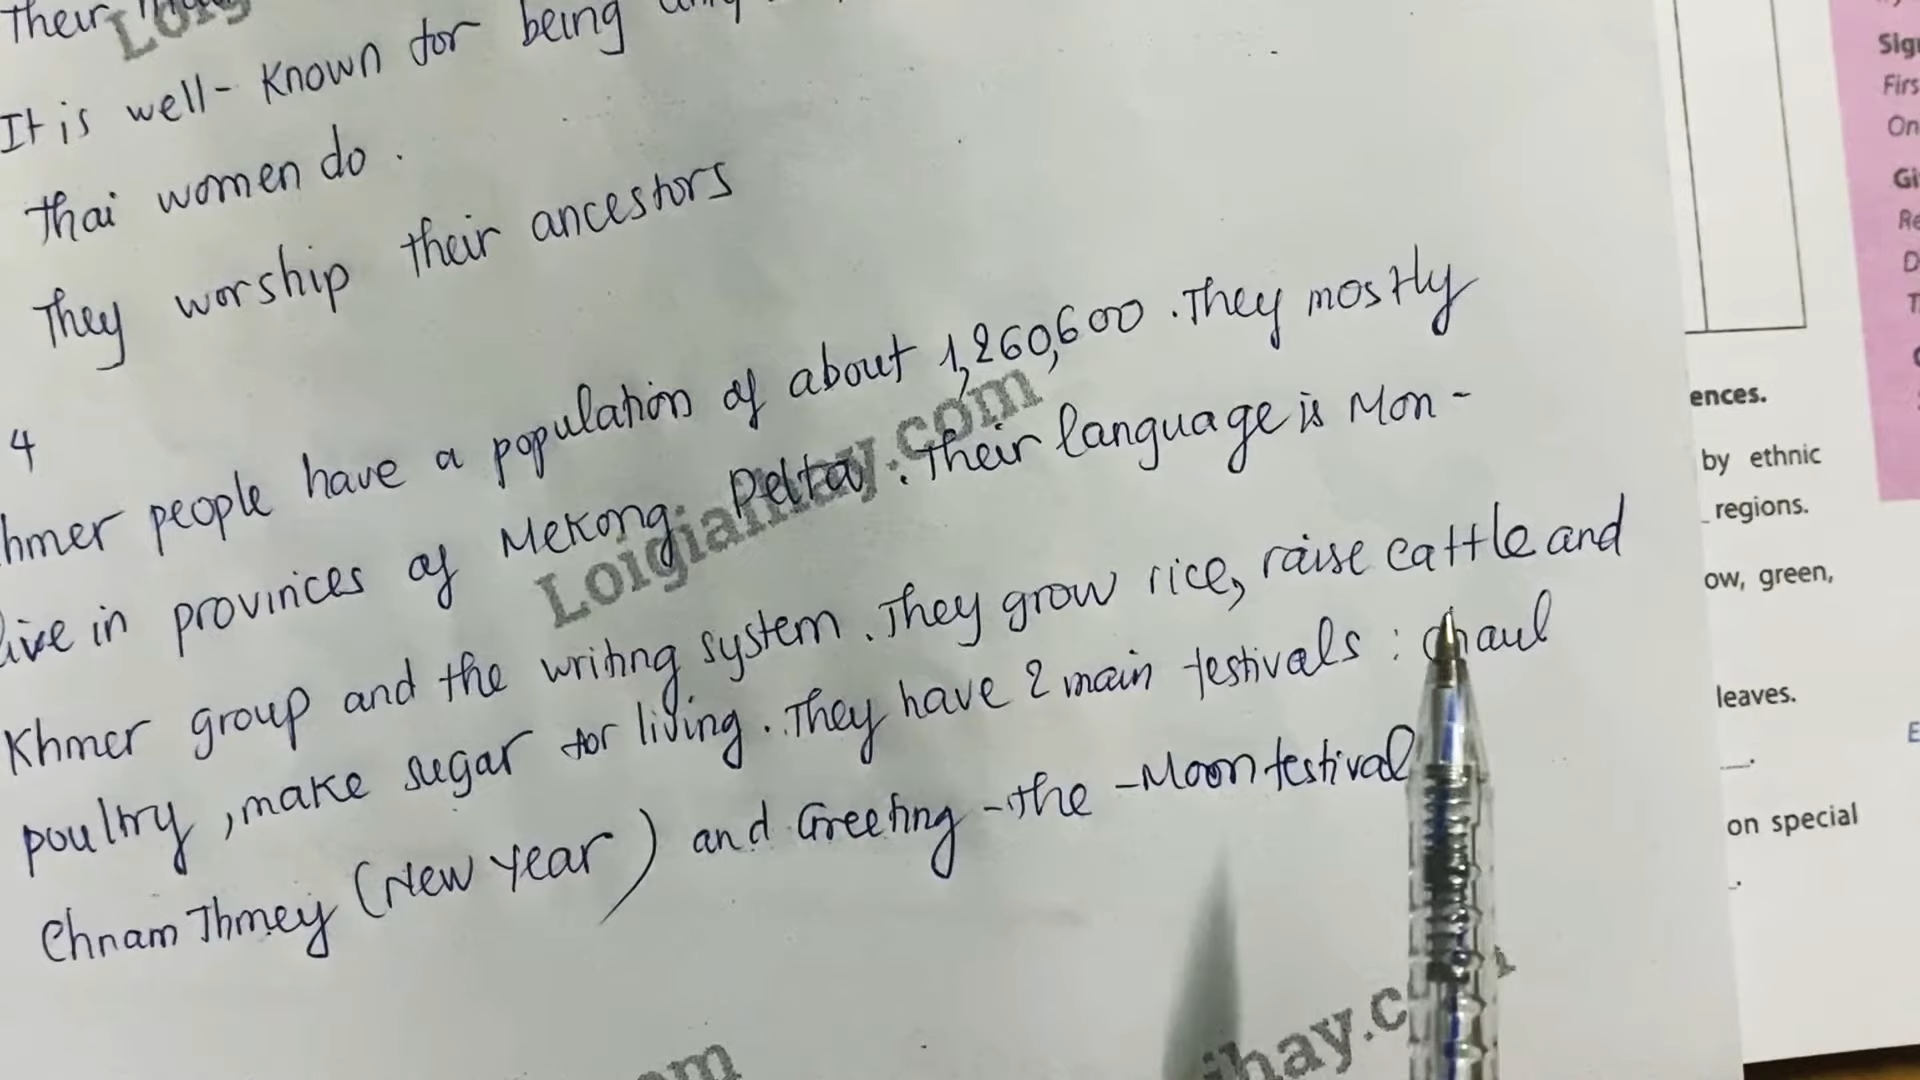 Their
It is well-known for being
Thai women do.
They worship their ancestors
4
hmer people have a population of about 1,260,600. They mostly
live in provinces of Mekong Delta. Their language is Mon-
Khmer group and the writing system. They grow rice, raise cattle and
poultry, make sugar for living. They have 2 main festivals: Chaul
Chnam Thmey (New Year) and Greeting-the-Moon festival
Loigiaihay.com
ences.
by ethnic
regions.
ow, green,
leaves.
on special